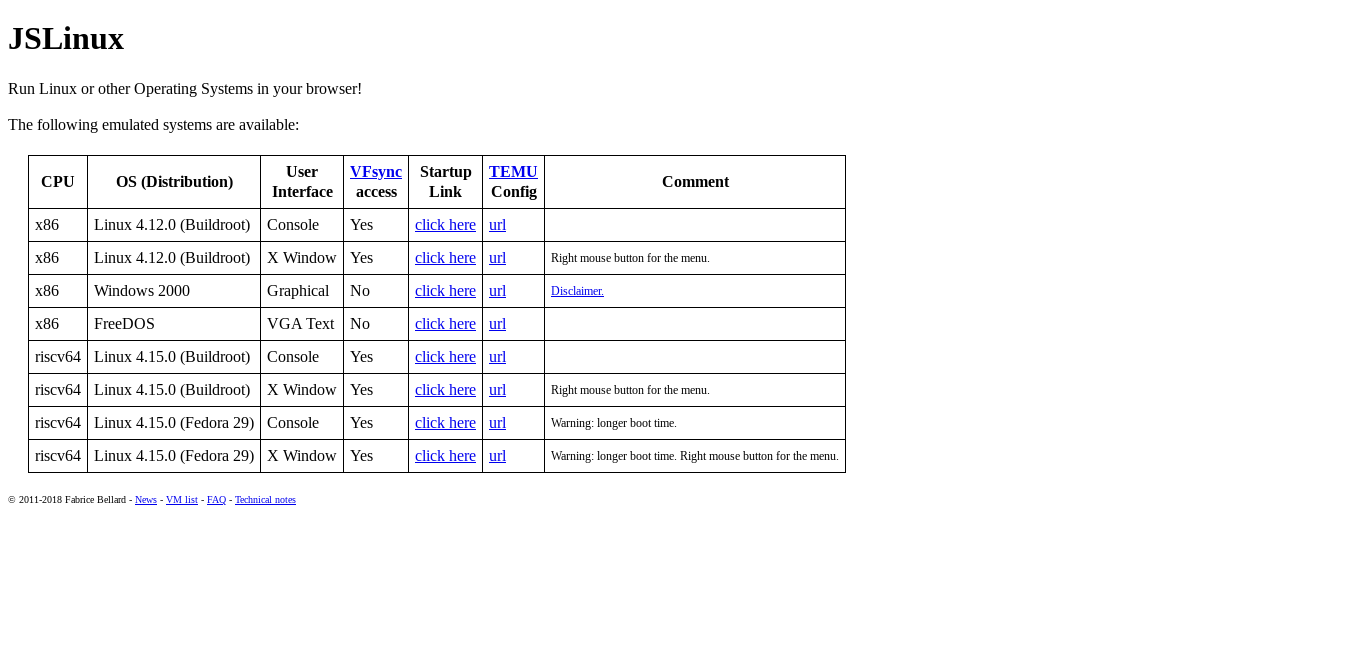 JSLinux
Run Linux or other Operating Systems in your browser!
The following emulated systems are available:
CPU OS (Distribution) User Interface VFsync access Startup Link TEMU Config Comment
x86 Linux 4.12.0 (Buildroot) Console Yes click here url
x86 Linux 4.12.0 (Buildroot) X Window Yes click here url Right mouse button for the menu.
x86 Windows 2000 Graphical No click here url Disclaimer.
x86 FreeDOS VGA Text No click here url
riscv64 Linux 4.15.0 (Buildroot) Console Yes click here url
riscv64 Linux 4.15.0 (Buildroot) X Window Yes click here url Right mouse button for the menu.
riscv64 Linux 4.15.0 (Fedora 29) Console Yes click here url Warning: longer boot time.
riscv64 Linux 4.15.0 (Fedora 29) X Window Yes click here url Warning: longer boot time. Right mouse button for the menu.
© 2011-2018 Fabrice Bellard - News - VM list - FAQ - Technical notes